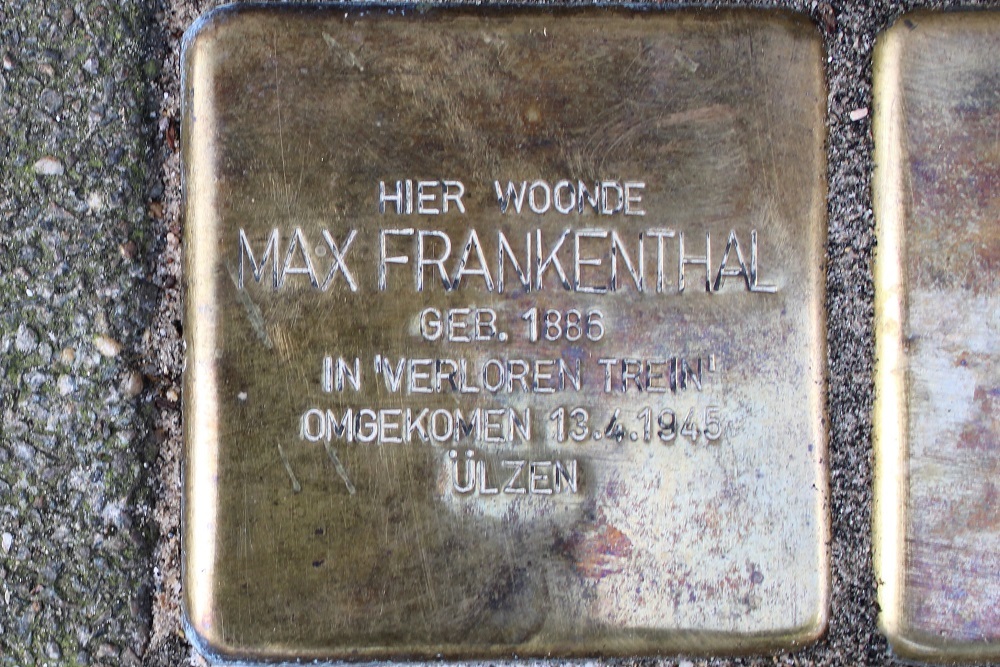 HIER WOONDE
MAX FRANKENTHAL
GEB. 1886
IN 'VERLOREN TREIN'
OMGEKOMEN 13.4.1945
ÜLZEN